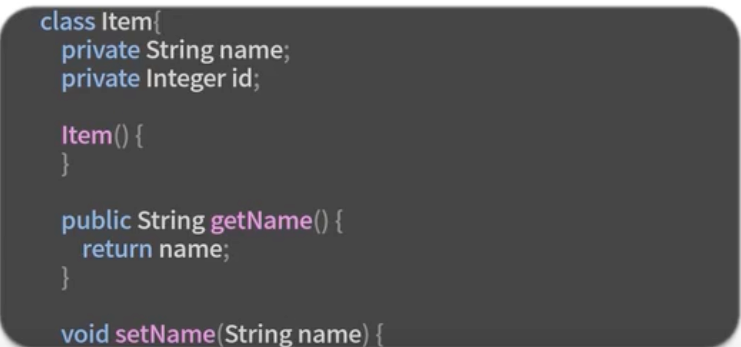 class Item{
private String name;
private Integer id;
Item() {
}
public String getName() {
return name;
}
void setName(String name) {